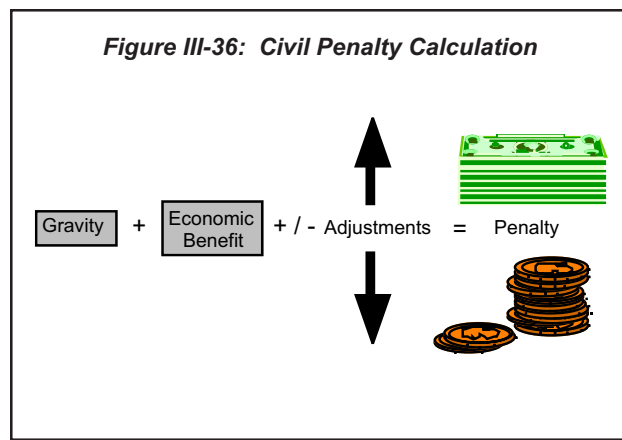 Figure III-36: Civil Penalty Calculation
Gravity + Economic Benefit + / - Adjustments = Penalty